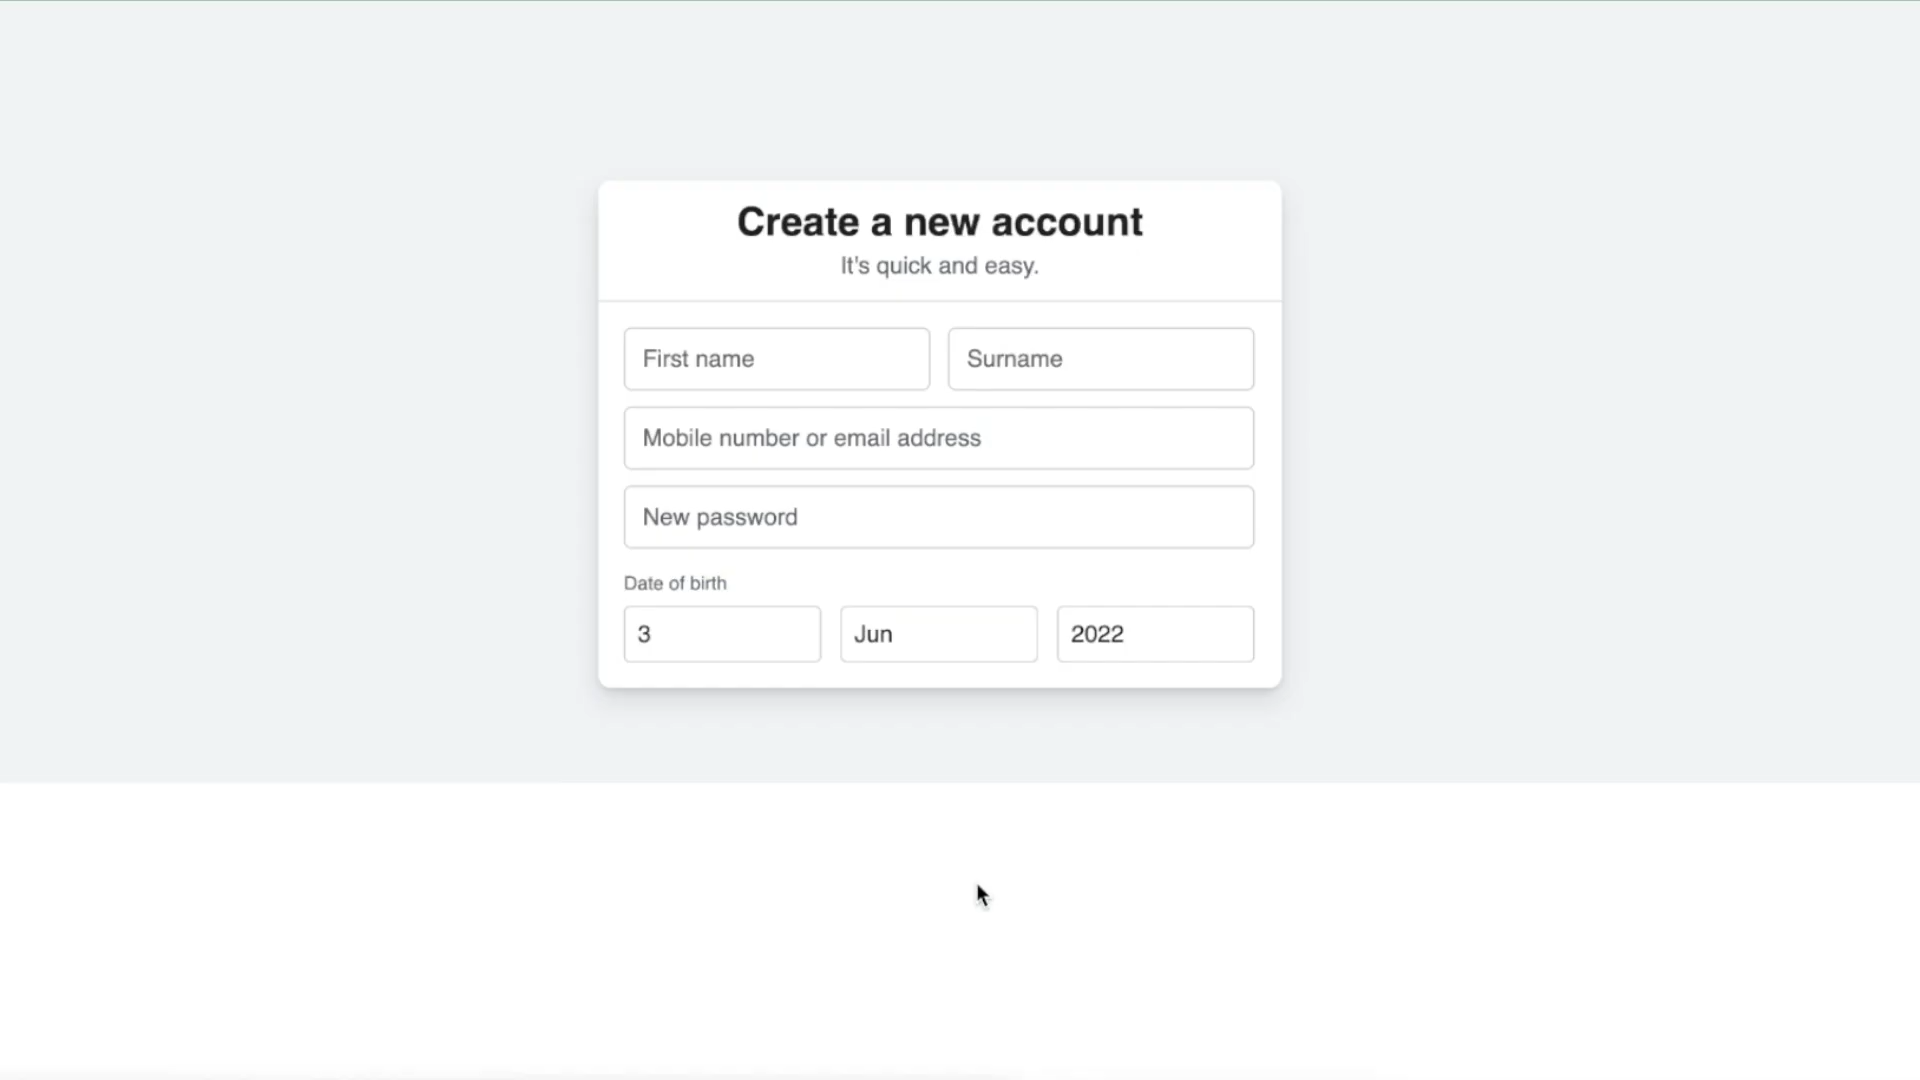 Create a new account
It's quick and easy.
First name Surname
Mobile number or email address
New password
Date of birth
3 Jun 2022